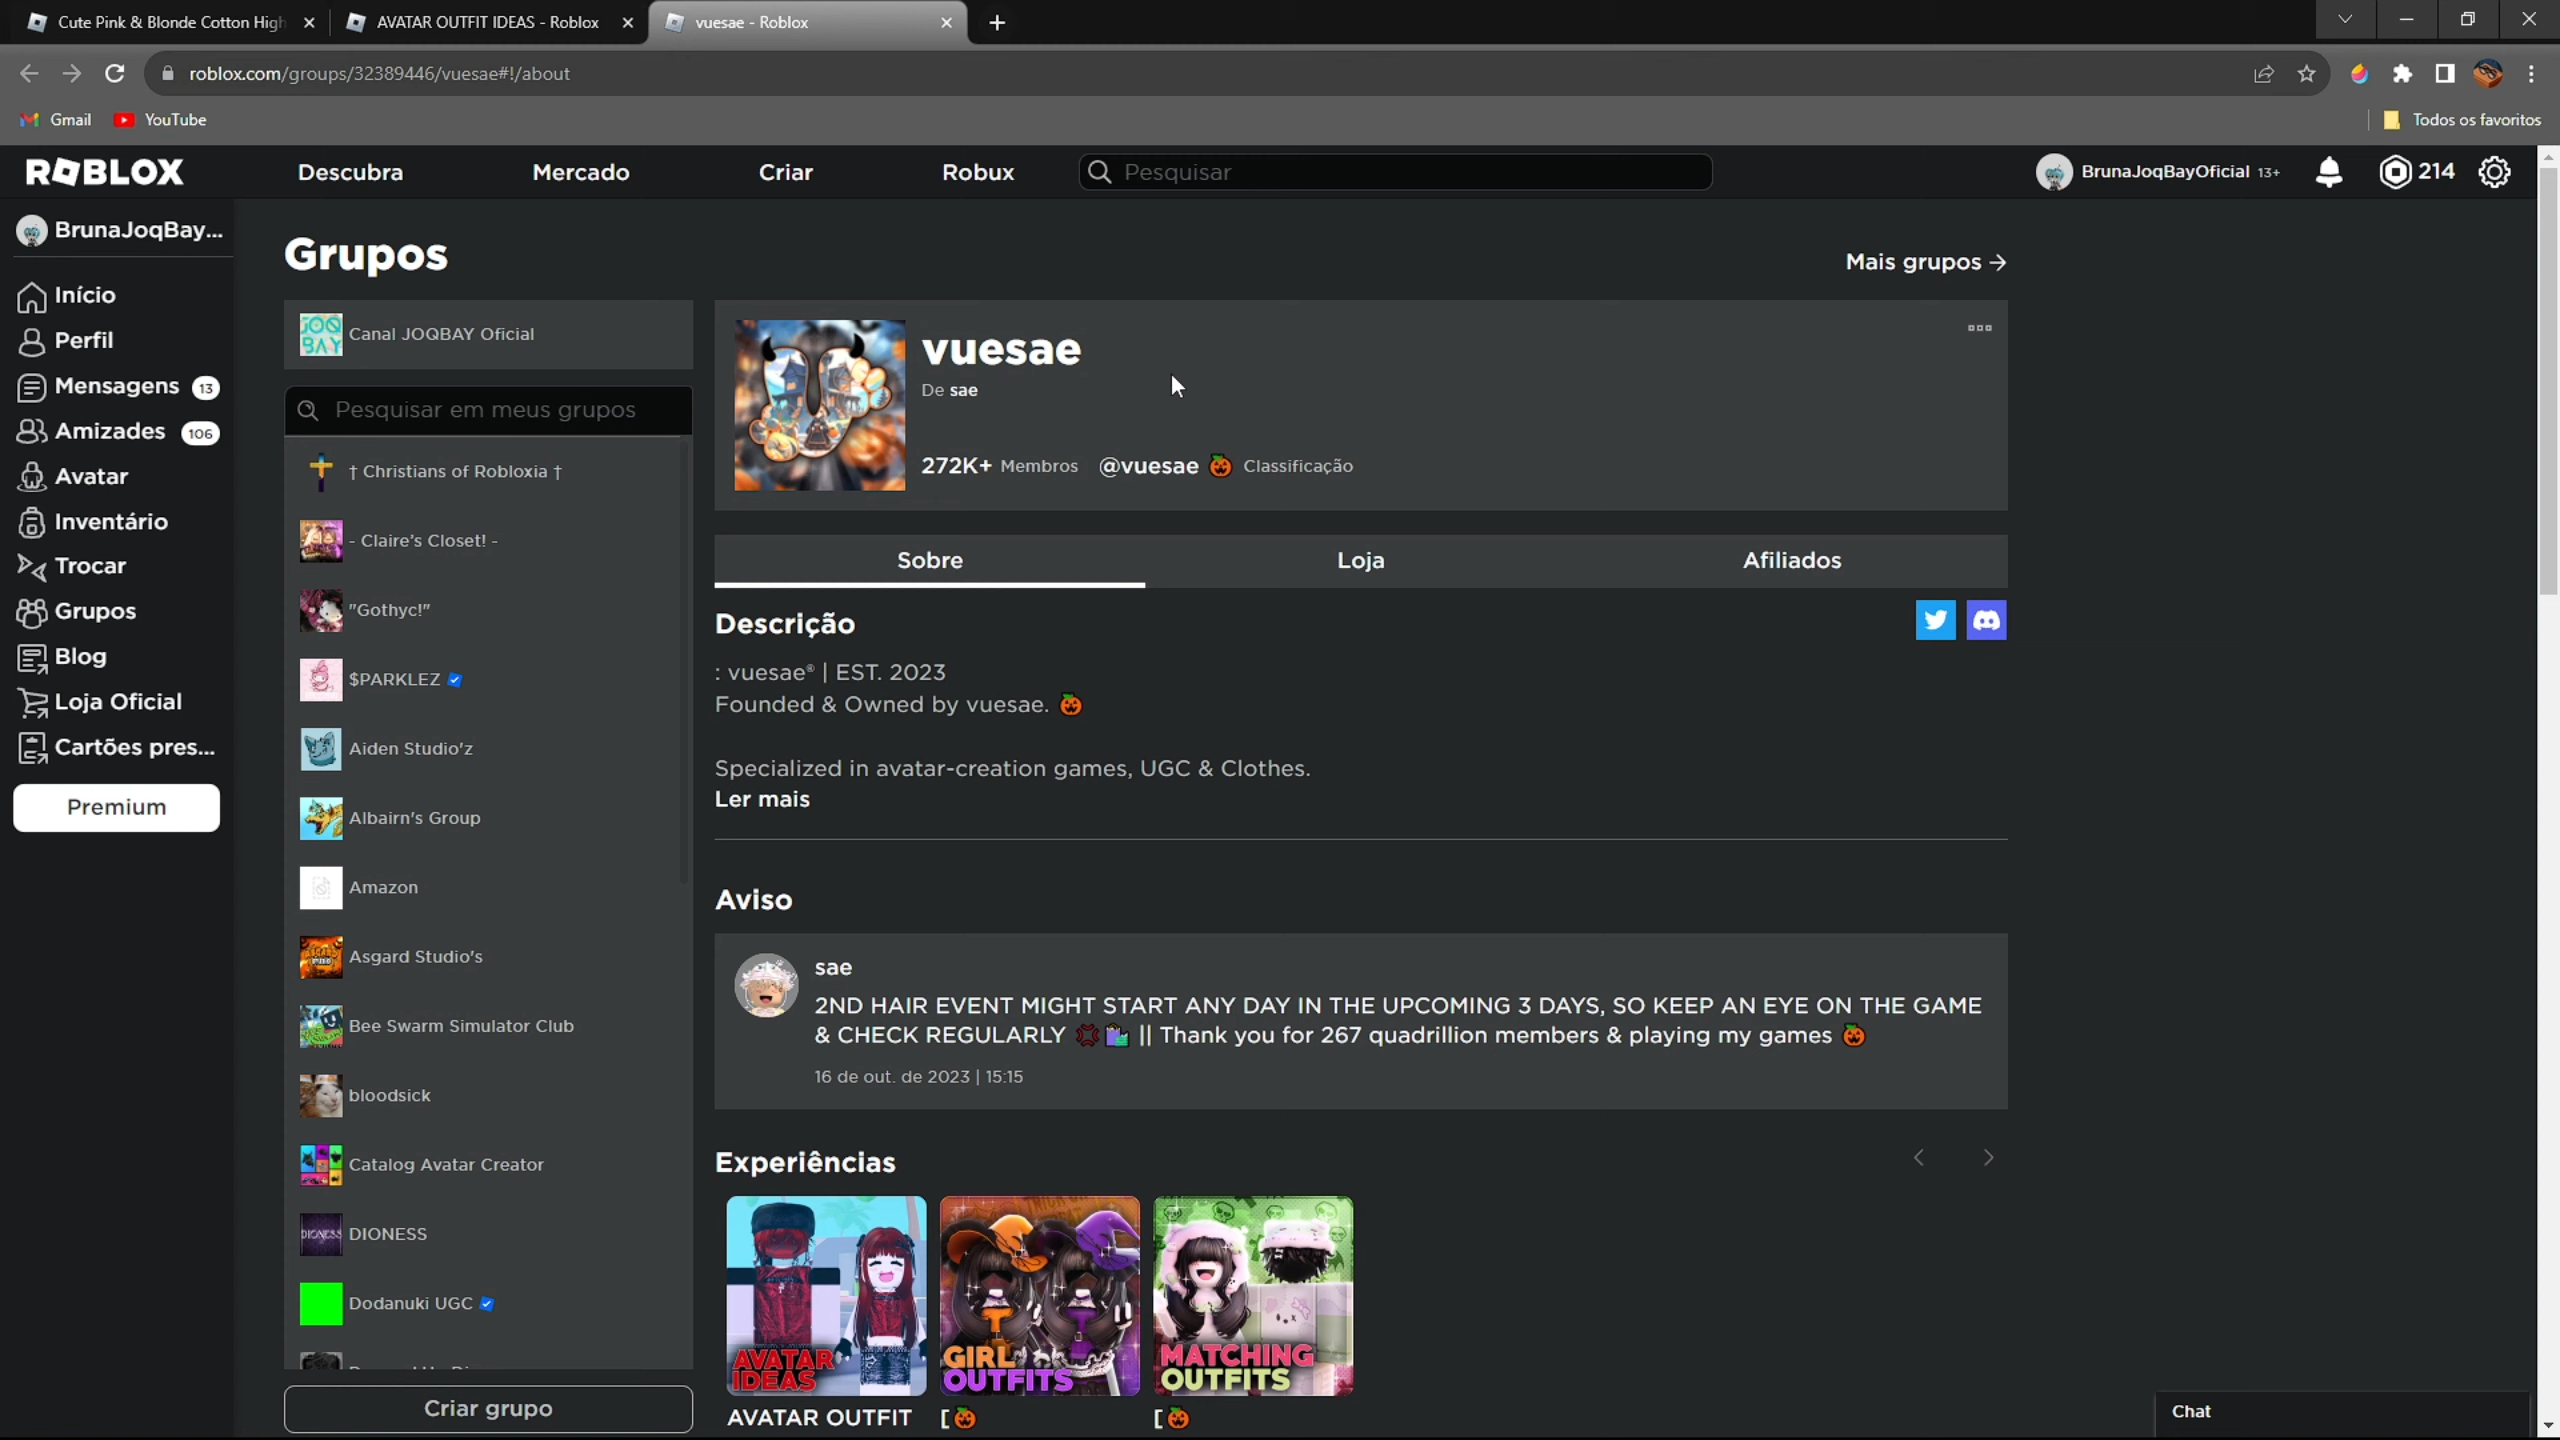 Cute Pink & Blonde Cotton High
AVATAR OUTFIT IDEAS - Roblox
vuesae - Roblox
roblox.com/groups/32389446/vuesae#!/about
Gmail
YouTube
Todos os favoritos
ROBLOX
Descubra
Mercado
Criar
Robux
Pesquisar
BrunaJoqBayOficial 13+
214
BrunaJoqBay...
Início
Perfil
Mensagens 13
Amizades 106
Avatar
Inventário
Trocar
Grupos
Blog
Loja Oficial
Cartões pres...
Premium
Grupos
Mais grupos →
JOQ BAY
Canal JOQBAY Oficial
Pesquisar em meus grupos
† Christians of Robloxia †
- Claire's Closet! -
"Gothyc!"
$PARKLEZ
Aiden Studio'z
Albairn's Group
Amazon
Asgard Studio's
Bee Swarm Simulator Club
bloodsick
Catalog Avatar Creator
DIONESS
DIONESS
Dodanuki UGC
Criar grupo
vuesae
De sae
272K+ Membros @vuesae 🎃 Classificação
Sobre
Loja
Afiliados
Descrição
: vuesae® | EST. 2023
Founded & Owned by vuesae. 🎃
Specialized in avatar-creation games, UGC & Clothes.
Ler mais
Aviso
sae
2ND HAIR EVENT MIGHT START ANY DAY IN THE UPCOMING 3 DAYS, SO KEEP AN EYE ON THE GAME
& CHECK REGULARLY 💢🛍️ || Thank you for 267 quadrillion members & playing my games 🎃
16 de out. de 2023 | 15:15
Experiências
AVATAR
IDEAS
GIRL
OUTFITS
MATCHING
OUTFITS
AVATAR OUTFIT
[🎃
[🎃
Chat